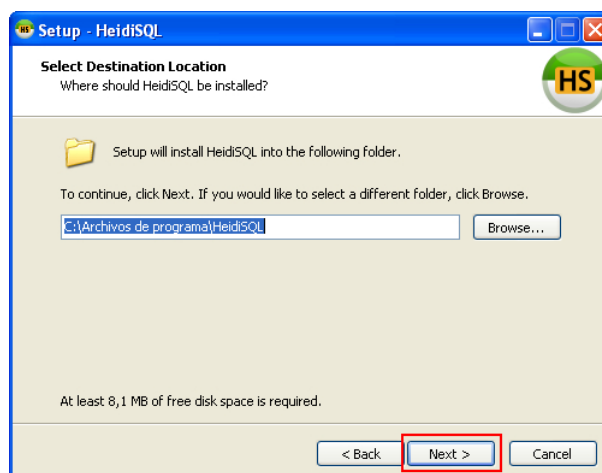 HS Setup - HeidiSQL
Select Destination Location
Where should HeidiSQL be installed?
HS
Setup will install HeidiSQL into the following folder.
To continue, click Next. If you would like to select a different folder, click Browse.
C:\Archivos de programa\HeidiSQL
Browse...
At least 8,1 MB of free disk space is required.
< Back
Next >
Cancel